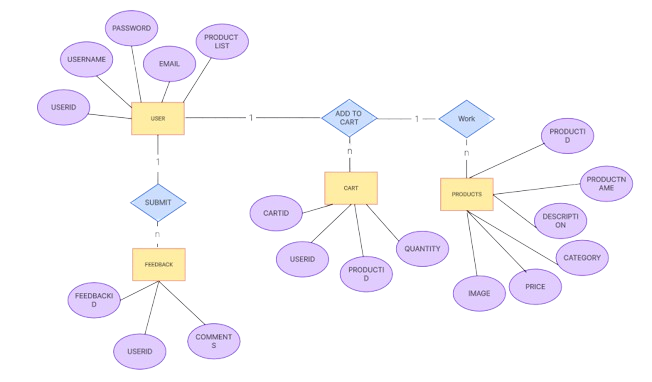 PASSWORD
PRODUCT
LIST
USERNAME
EMAIL
USERID
USER
1
ADD TO
CART
1
Work
PRODUCTI
D
1
n
n
PRODUCTN
AME
SUBMIT
CART
PRODUCTS
CARTID
DESCRIPTI
ON
n
FEEDBACK
USERID
PRODUCTI
D
QUANTITY
CATEGORY
IMAGE
PRICE
FEEDBACKI
D
USERID
COMMENT
S